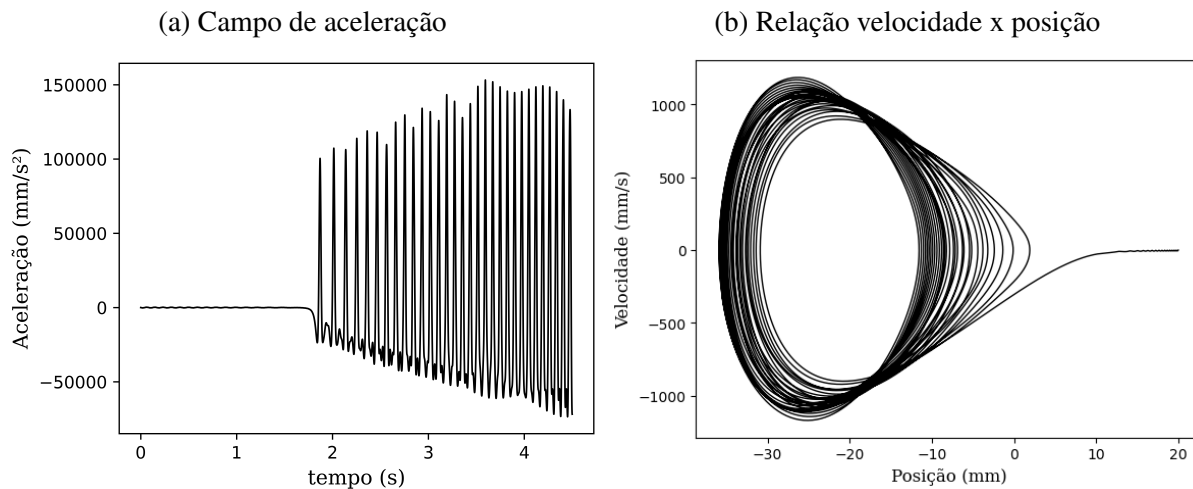 (a) Campo de aceleração
(b) Relação velocidade x posição
Aceleração (mm/s²)
150000
100000
50000
0
−50000
0 1 2 3 4
tempo (s)
Velocidade (mm/s)
1000
500
0
−500
−1000
−30 −20 −10 0 10 20
Posição (mm)